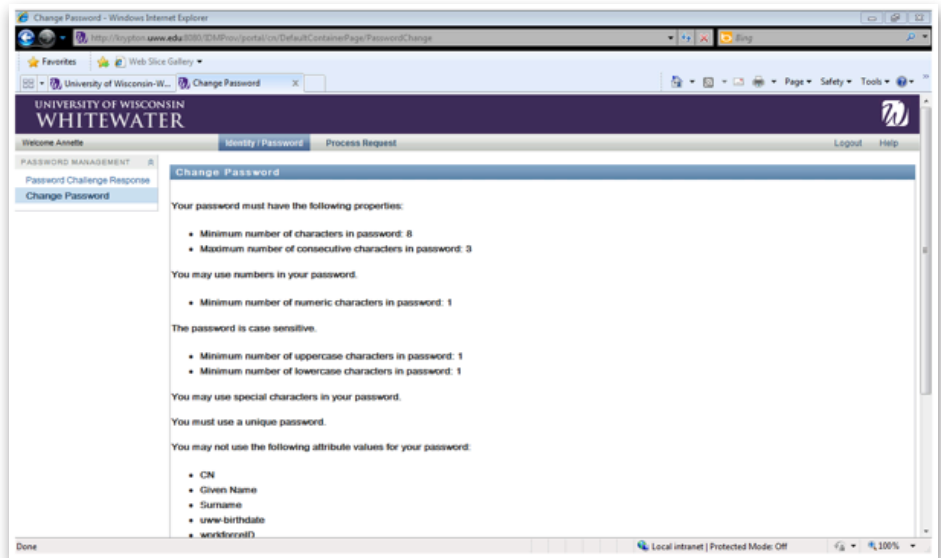 Change Password - Windows Internet Explorer
http://krypton.uww.edu:8080/IDMProv/portal/cn/DefaultContainerPage/PasswordChange
Bing
Favorites Web Slice Gallery
University of Wisconsin-W... Change Password X Page Safety Tools
UNIVERSITY OF WISCONSIN
WHITEWATER
W
Welcome Annette Identity / Password Process Request Logout Help
PASSWORD MANAGEMENT
Password Challenge Response
Change Password
Change Password
Your password must have the following properties:
• Minimum number of characters in password: 8
• Maximum number of consecutive characters in password: 3
You may use numbers in your password.
• Minimum number of numeric characters in password: 1
The password is case sensitive.
• Minimum number of uppercase characters in password: 1
• Minimum number of lowercase characters in password: 1
You may use special characters in your password.
You must use a unique password.
You may not use the following attribute values for your password:
• CN
• Given Name
• Surname
• uww-birthdate
• workforceID
Done Local intranet | Protected Mode: Off 100%